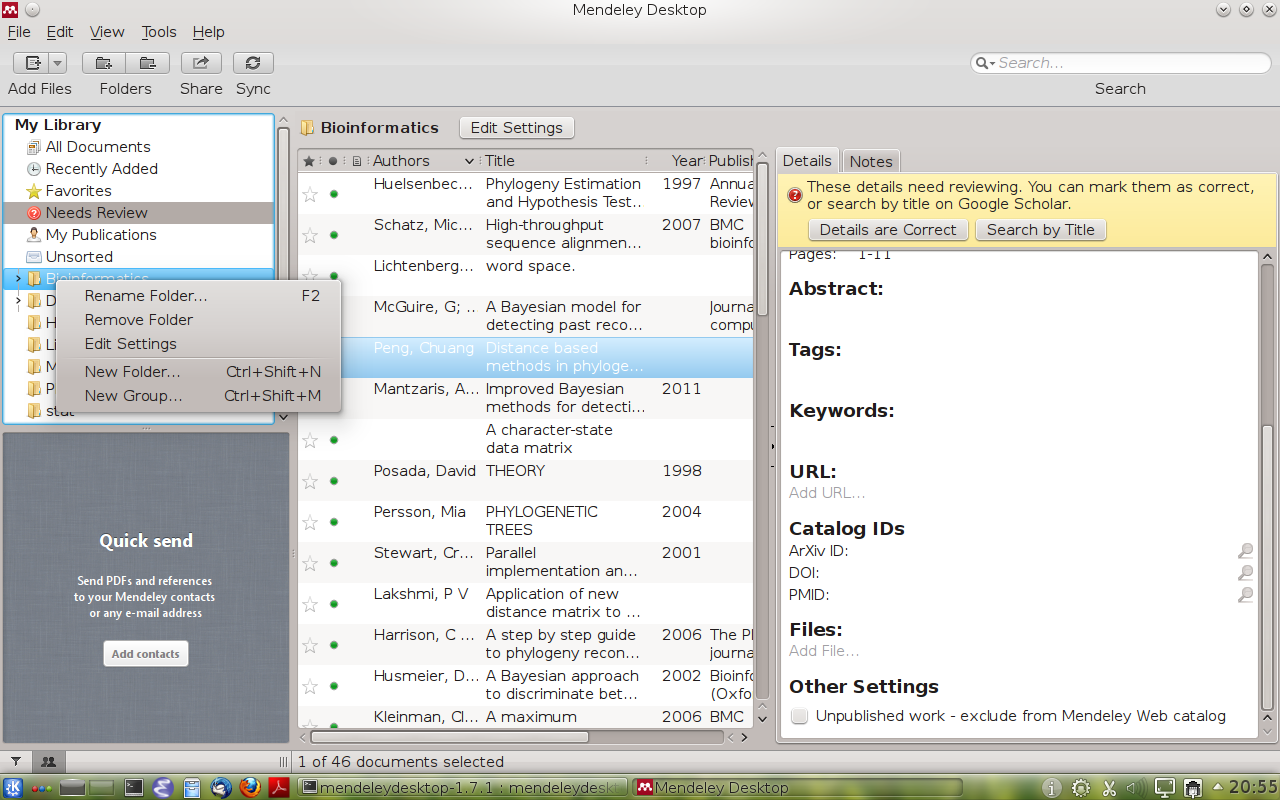 Mendeley Desktop
File Edit View Tools Help
Add Files Folders Share Sync
Search...
Search
My Library
All Documents
Recently Added
Favorites
Needs Review
My Publications
Unsorted
Bioinformatics
Rename Folder... F2
Remove Folder
Edit Settings
New Folder... Ctrl+Shift+N
New Group... Ctrl+Shift+M
Quick send
Send PDFs and references
to your Mendeley contacts
or any e-mail address
Add contacts
Bioinformatics Edit Settings
Authors Title Year Publish
Huelsenbec... Phylogeny Estimation 1997 Annua
and Hypothesis Test... Review
Schatz, Mic... High-throughput 2007 BMC
sequence alignmen... bioinfo
Lichtenberg... word space.
McGuire, G; .. A Bayesian model for Journa
detecting past reco... compu
Peng, Chuang Distance based
methods in phyloge...
Mantzaris, A... Improved Bayesian 2011
methods for detecti...
A character-state
data matrix
Posada, David THEORY 1998
Persson, Mia PHYLOGENETIC 2004
TREES
Stewart, Cr... Parallel 2001
implementation an...
Lakshmi, P V Application of new
distance matrix to ...
Harrison, C ... A step by step guide 2006 The Pl
to phylogeny recon... journa
Husmeier, D... A Bayesian approach 2002 Bioinfo
to discriminate bet... (Oxfo
Kleinman, Cl... A maximum 2006 BMC
Details Notes
These details need reviewing. You can mark them as correct,
or search by title on Google Scholar.
Details are Correct Search by Title
Pages: 1-11
Abstract:
Tags:
Keywords:
URL:
Add URL...
Catalog IDs
ArXiv ID:
DOI:
PMID:
Files:
Add File...
Other Settings
Unpublished work - exclude from Mendeley Web catalog
1 of 46 documents selected
mendeleydesktop-1.7.1 : mendeleydeskt
Mendeley Desktop
20:55